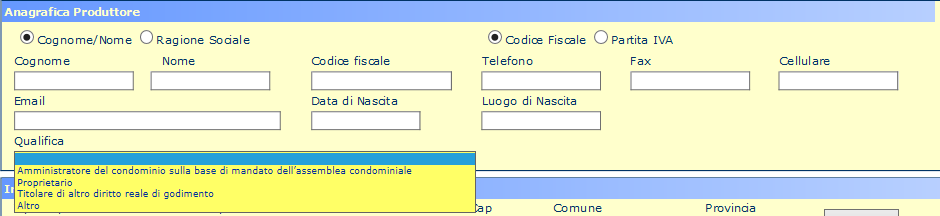 Anagrafica Produttore
Cognome/Nome Ragione Sociale Codice Fiscale Partita IVA
Cognome Nome Codice fiscale Telefono Fax Cellulare
Email Data di Nascita Luogo di Nascita
Qualifica
Amministratore del condominio sulla base di mandato dell'assemblea condominiale
Proprietario
Titolare di altro diritto reale di godimento
Altro
Cap Comune Provincia